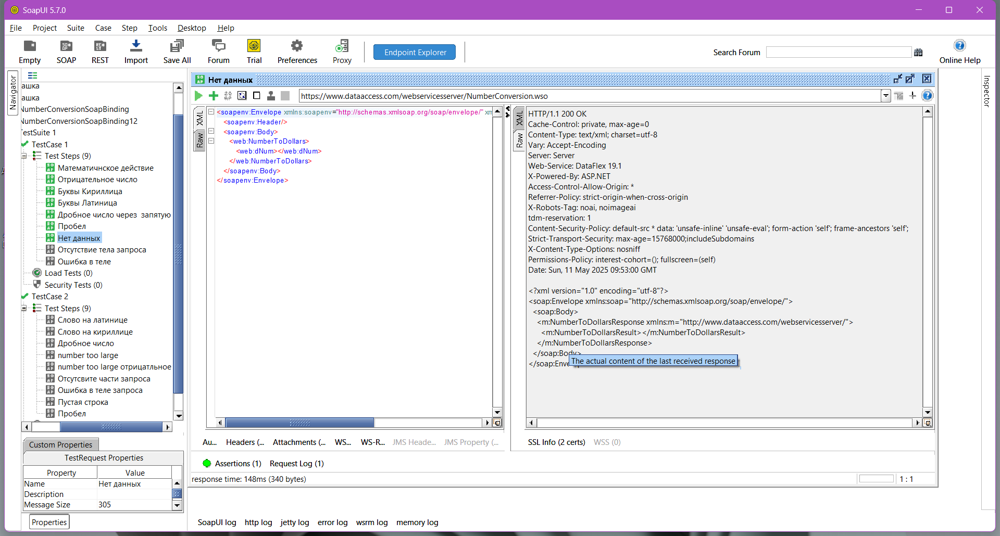 SoapUI 5.7.0
File Project Suite Case Step Tools Desktop Help
Empty SOAP REST Import Save All Forum Trial Preferences Proxy Endpoint Explorer Search Forum Online Help
Navigator
ашка
ашка
NumberConversionSoapBinding
NumberConversionSoapBinding12
TestSuite 1
TestCase 1
Test Steps (9)
Математичнское действие
Отрицательное число
Буквы Кириллица
Буквы Латиница
Дробное число через запятую
Пробел
Нет данных
Отсутствие тела запроса
Ошибка в теле
Load Tests (0)
Security Tests (0)
TestCase 2
Test Steps (9)
Слово на латинице
Слово на кириллице
Дробное число
number too large
number too large отрицатльное
Отсутсвите части запроса
Ошибка в теле запроса
Пустая строка
Пробел
Custom Properties
TestRequest Properties
Property Value
Name Нет данных
Description
Message Size 305
Properties
Нет данных
https://www.dataaccess.com/webservicesserver/NumberConversion.wso
XML
Raw
<soapenv:Envelope xmlns:soapenv="http://schemas.xmlsoap.org/soap/envelope/" xm
<soapenv:Header/>
<soapenv:Body>
<web:NumberToDollars>
<web:dNum></web:dNum>
</web:NumberToDollars>
</soapenv:Body>
</soapenv:Envelope>
XML
Raw
HTTP/1.1 200 OK
Cache-Control: private, max-age=0
Content-Type: text/xml; charset=utf-8
Vary: Accept-Encoding
Server: Server
Web-Service: DataFlex 19.1
X-Powered-By: ASP.NET
Access-Control-Allow-Origin: *
Referrer-Policy: strict-origin-when-cross-origin
X-Robots-Tag: noai, noimageai
tdm-reservation: 1
Content-Security-Policy: default-src * data: 'unsafe-inline' 'unsafe-eval'; form-action 'self'; frame-ancestors 'self';
Strict-Transport-Security: max-age=15768000;includeSubdomains
X-Content-Type-Options: nosniff
Permissions-Policy: interest-cohort=(); fullscreen=(self)
Date: Sun, 11 May 2025 09:53:00 GMT
<?xml version="1.0" encoding="utf-8"?>
<soap:Envelope xmlns:soap="http://schemas.xmlsoap.org/soap/envelope/">
<soap:Body>
<m:NumberToDollarsResponse xmlns:m="http://www.dataaccess.com/webservicesserver/">
<m:NumberToDollarsResult></m:NumberToDollarsResult>
</m:NumberToDollarsResponse>
</soap:Body>
</soap:Enve
The actual content of the last received response
Au... Headers (... Attachments (... WS... WS-R... JMS Heade... JMS Property (...
SSL Info (2 certs) WSS (0)
Assertions (1) Request Log (1)
response time: 148ms (340 bytes)
1 : 1
SoapUI log http log jetty log error log wsrm log memory log
Inspector